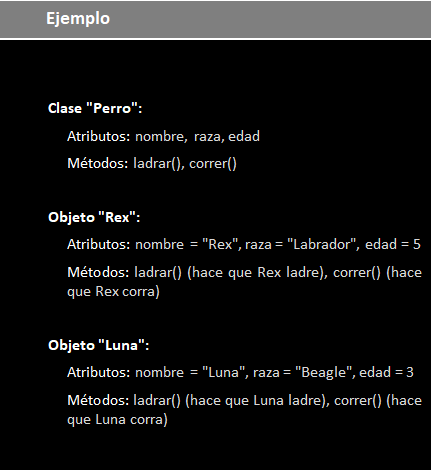 Ejemplo
Clase "Perro":
Atributos: nombre, raza, edad
Métodos: ladrar(), correr()
Objeto "Rex":
Atributos: nombre = "Rex", raza = "Labrador", edad = 5
Métodos: ladrar() (hace que Rex ladre), correr() (hace
que Rex corra)
Objeto "Luna":
Atributos: nombre = "Luna", raza = "Beagle", edad = 3
Métodos: ladrar() (hace que Luna ladre), correr() (hace
que Luna corra)